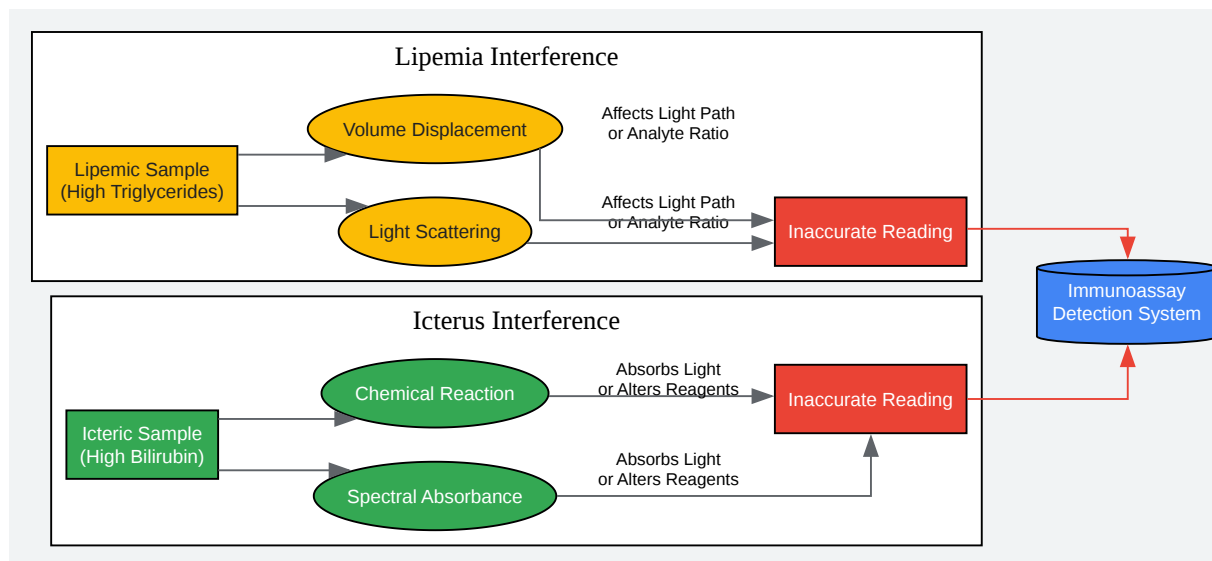 Lipemia Interference
Volume Displacement
Affects Light Path
or Analyte Ratio
Lipemic Sample
(High Triglycerides)
Light Scattering
Affects Light Path
or Analyte Ratio
Inaccurate Reading
Immunoassay
Detection System
Icterus Interference
Chemical Reaction
Absorbs Light
or Alters Reagents
Inaccurate Reading
Icteric Sample
(High Bilirubin)
Spectral Absorbance
Absorbs Light
or Alters Reagents